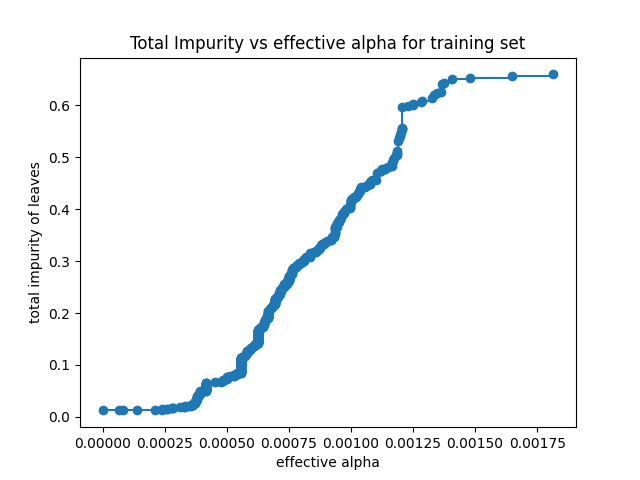 Total Impurity vs effective alpha for training set
total impurity of leaves
0.6
0.5
0.4
0.3
0.2
0.1
0.0
0.00000 0.00025 0.00050 0.00075 0.00100 0.00125 0.00150 0.00175
effective alpha